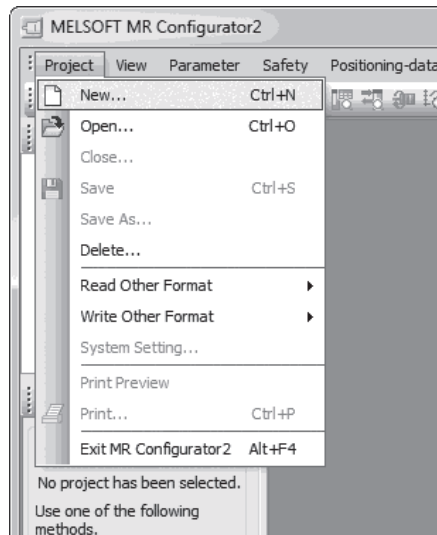 MELSOFT MR Configurator2
Project View Parameter Safety Positioning-data
New... Ctrl+N
Open... Ctrl+O
Close...
Save Ctrl+S
Save As...
Delete...
Read Other Format
Write Other Format
System Setting...
Print Preview
Print... Ctrl+P
Exit MR Configurator2 Alt+F4
No project has been selected.
Use one of the following
methods.